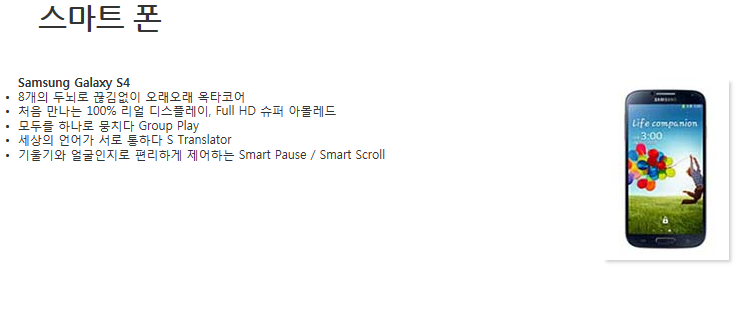 스마트 폰
Samsung Galaxy S4
• 8개의 두뇌로 끊김없이 오래오래 옥타코어
• 처음 만나는 100% 리얼 디스플레이, Full HD 슈퍼 아몰레드
• 모두를 하나로 뭉치다 Group Play
• 세상의 언어가 서로 통하다 S Translator
• 기울기와 얼굴인지로 편리하게 제어하는 Smart Pause / Smart Scroll
SAMSUNG
Life companion
3:00